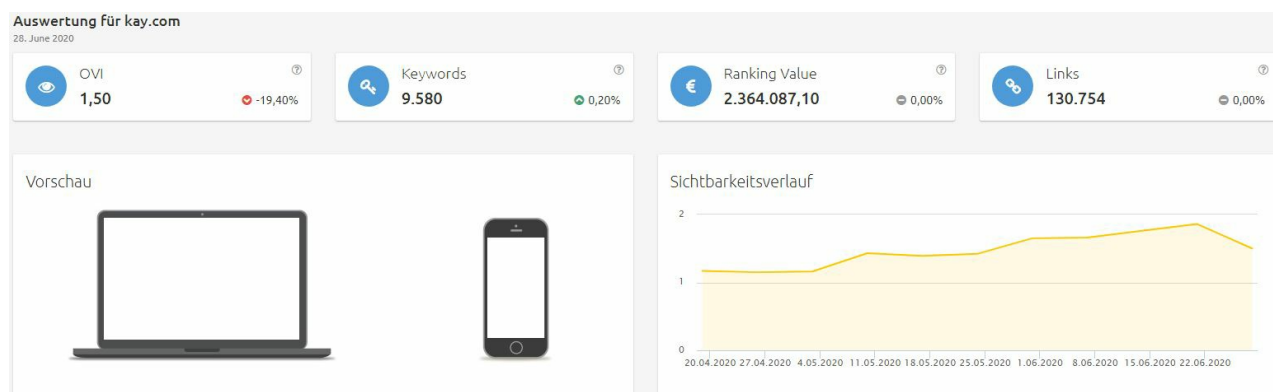 Auswertung für kay.com
28. June 2020
OVI
1,50
-19,40%
Keywords
9.580
0,20%
Ranking Value
2.364.087,10
0,00%
Links
130.754
0,00%
Vorschau
Sichtbarkeitsverlauf
2
1
0
20.04.2020 27.04.2020 4.05.2020 11.05.2020 18.05.2020 25.05.2020 1.06.2020 8.06.2020 15.06.2020 22.06.2020